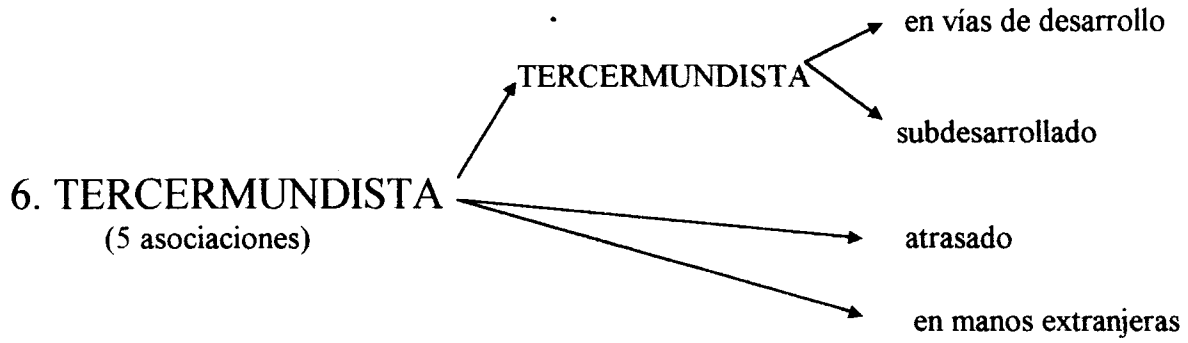 en vías de desarrollo
TERCERMUNDISTA
subdesarrollado
6. TERCERMUNDISTA
(5 asociaciones)
atrasado
en manos extranjeras